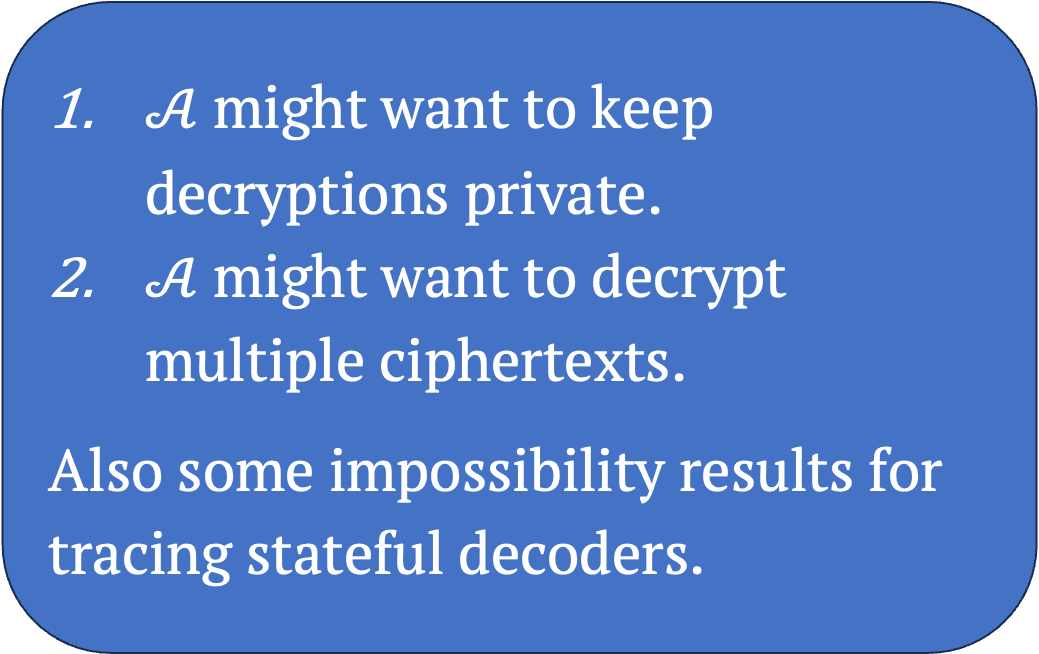 1. 𝒜 might want to keep
decryptions private.
2. 𝒜 might want to decrypt
multiple ciphertexts.
Also some impossibility results for
tracing stateful decoders.